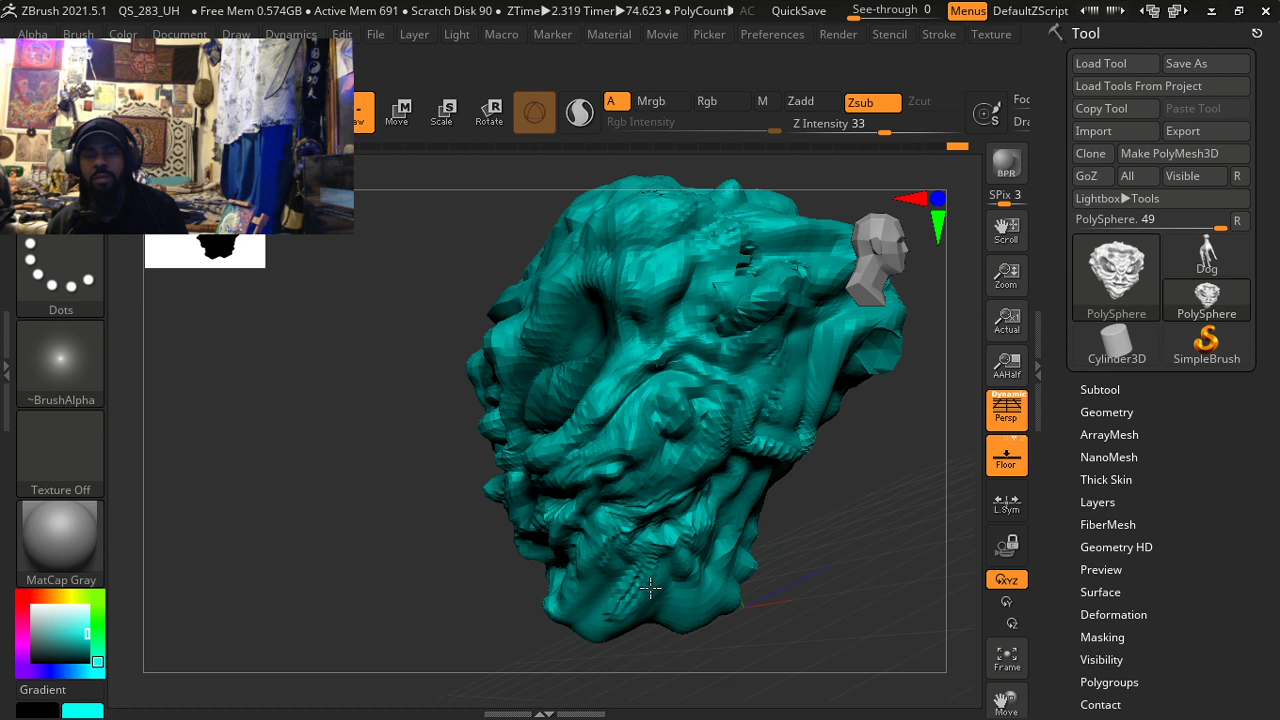 ZBrush 2021.5.1 QS_283_UH ● Free Mem 0.574GB ● Active Mem 691 ● Scratch Disk 90 ● ZTime▶2.319 Timer▶74.623 ● PolyCount▶ AC QuickSave See-through 0 Menus DefaultZScript
Alpha Brush Color Document Draw Dynamics Edit File Layer Light Macro Marker Material Movie Picker Preferences Render Stencil Stroke Texture
Tool
Load Tool Save As
Load Tools From Project
Copy Tool Paste Tool
Import Export
Clone Make PolyMesh3D
GoZ All Visible R
Lightbox▶Tools
PolySphere. 49 R
PolySphere
Dog
PolySphere
Cylinder3D SimpleBrush
Subtool
Geometry
ArrayMesh
NanoMesh
Thick Skin
Layers
FiberMesh
Geometry HD
Preview
Surface
Deformation
Masking
Visibility
Polygroups
Contact
Move Scale Rotate
A Mrgb Rgb M Zadd Zsub Zcut
Rgb Intensity Z Intensity 33
Foc
Dra
BPR
SPix 3
Scroll
Zoom
Actual
AAHalf
Dynamic
Persp
Floor
L.Sym
XYZ
Y
Z
Frame
Move
Dots
~BrushAlpha
Texture Off
MatCap Gray
Gradient